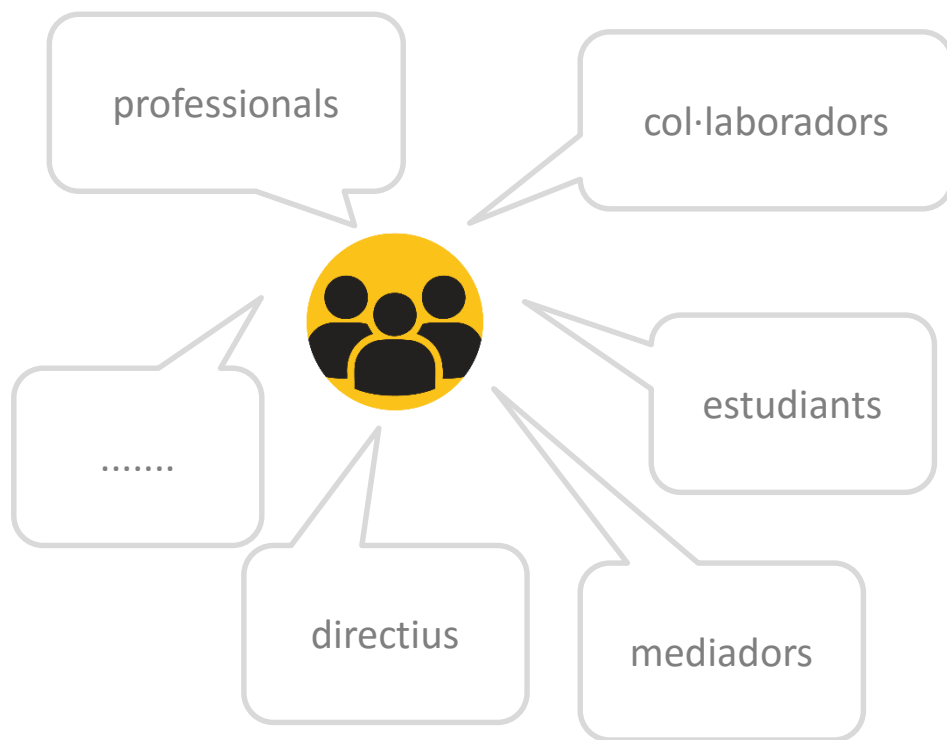 professionals
col·laboradors
estudiants
.......
directius
mediadors